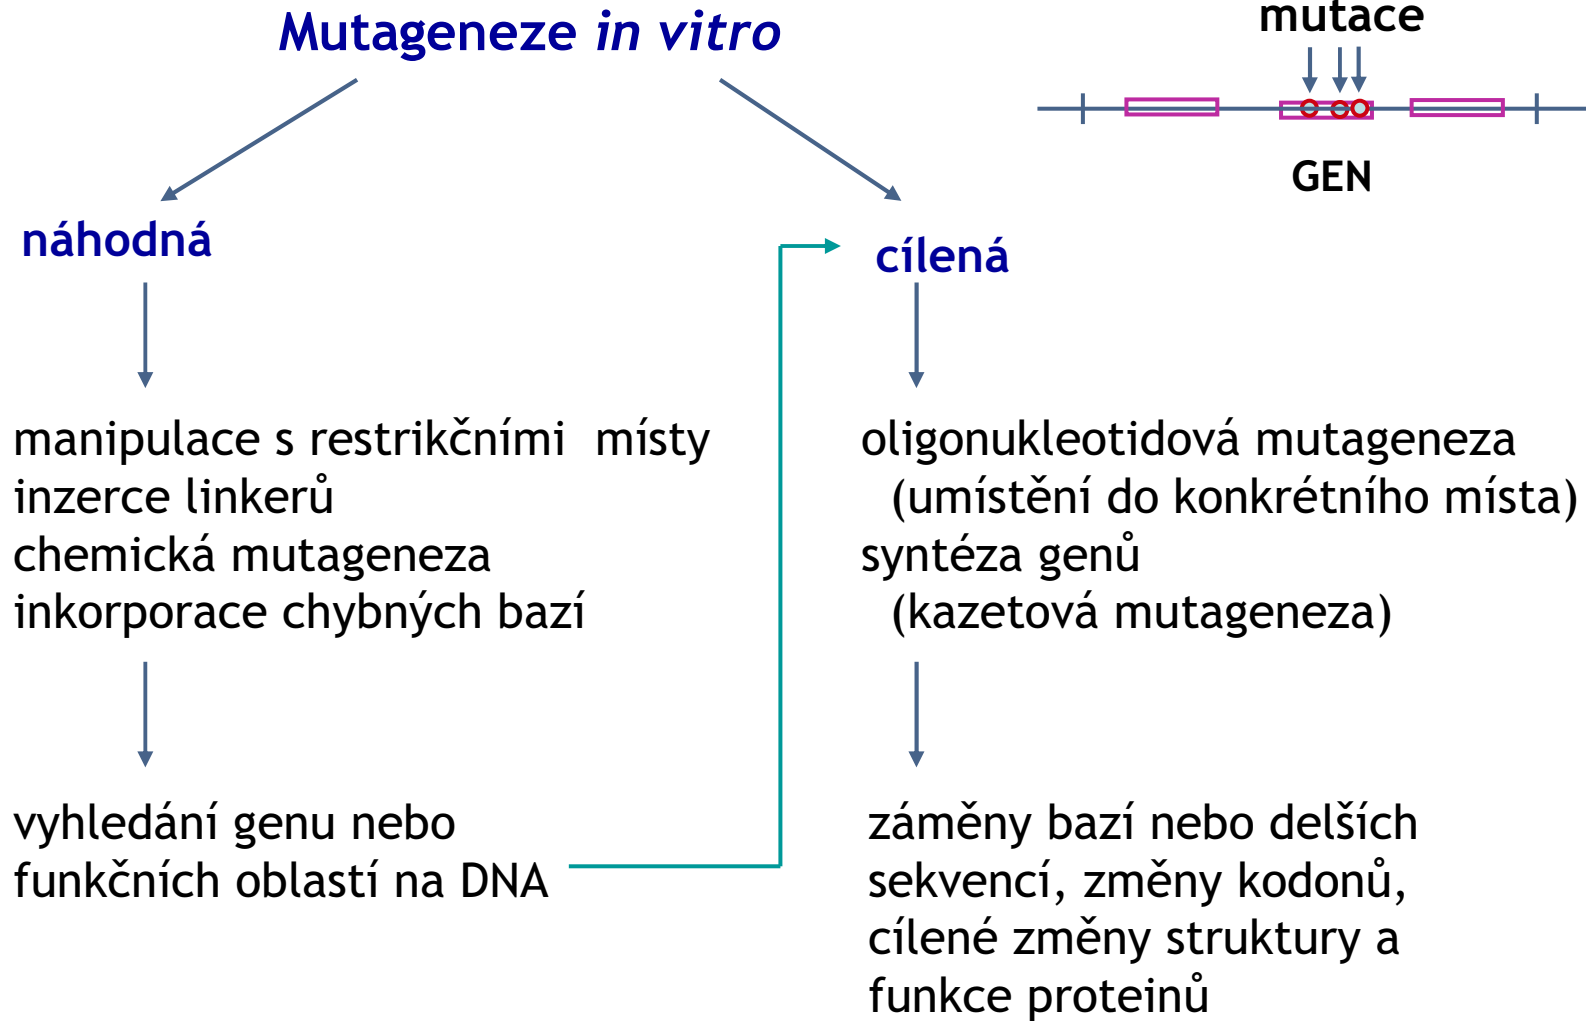 Mutageneze in vitro
mutace
GEN
náhodná
cílená
manipulace s restrikčními  místy
inzerce linkerů
chemická mutageneza
inkorporace chybných bazí
oligonukleotidová mutageneza
(umístění do konkrétního místa)
syntéza genů
(kazetová mutageneza)
vyhledání genu nebo
funkčních oblastí na DNA
záměny bazí nebo delších
sekvencí, změny kodonů,
cílené změny struktury a
funkce proteinů